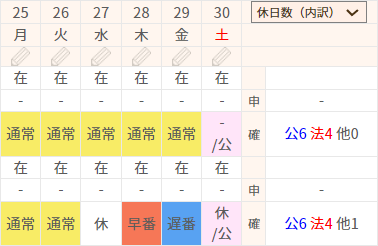 25 26 27 28 29 30 休日数（内訳）
月 火 水 木 金 土
在 在 在 在 在 在
- - - - - - 申 -
通常 通常 通常 通常 通常 - /公 確 公6 法4 他0
在 在 在 在 在 在
- - - - - - 申 -
通常 通常 休 早番 遅番 休 /公 確 公6 法4 他1